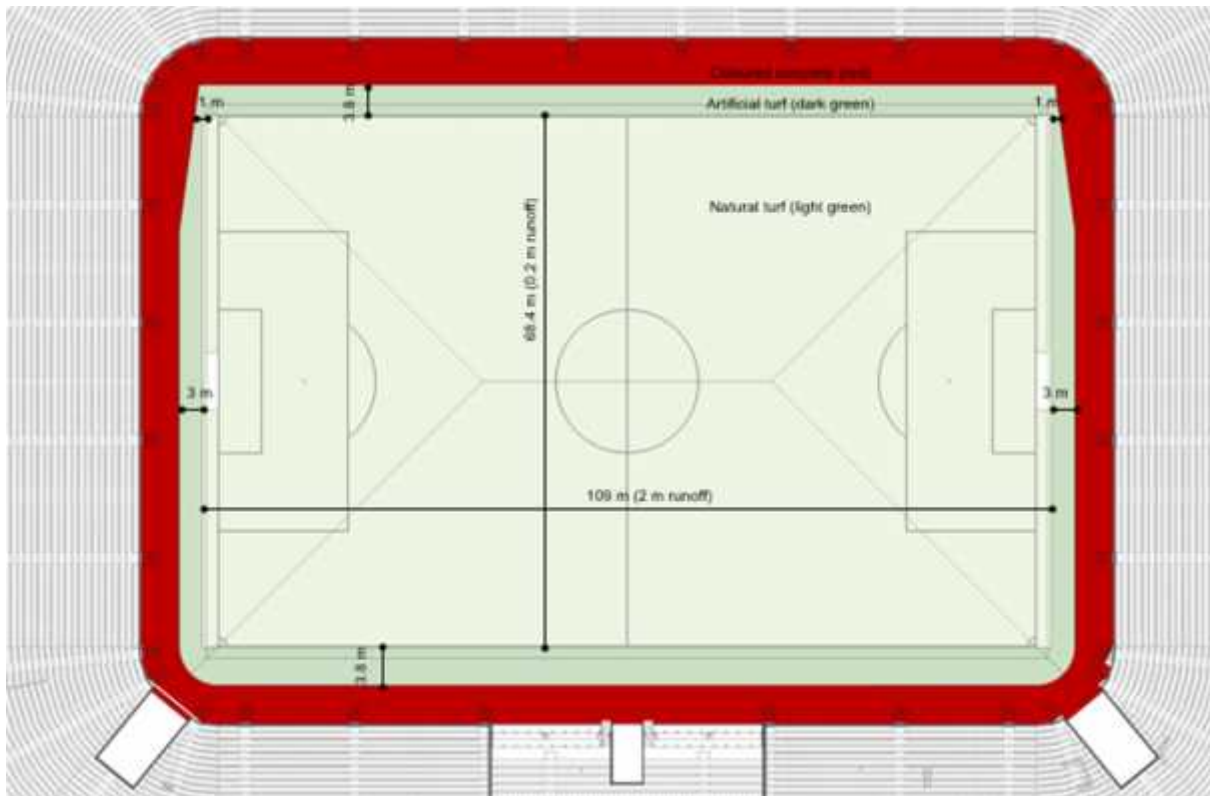 Coloured concrete (red)
3.8 m
1 m
Artificial turf (dark green)
1 m
Natural turf (light green)
68.4 m (0.2 m runoff)
3 m
3 m
109 m (2 m runoff)
3.8 m